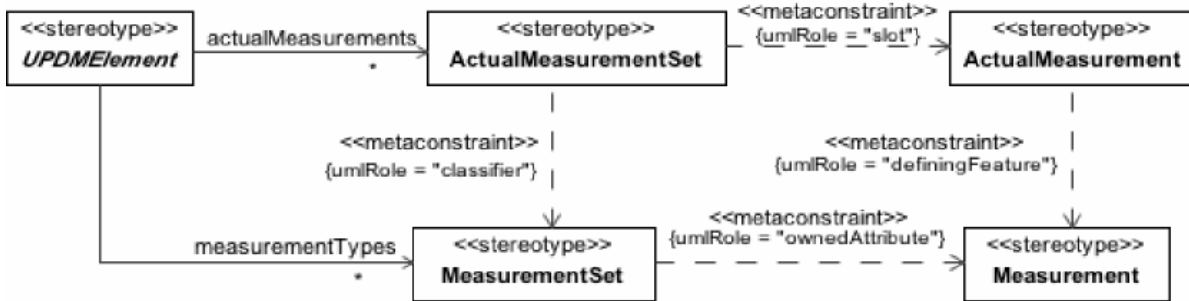 <<stereotype>>
UPDMElement
actualMeasurements
*
<<stereotype>>
ActualMeasurementSet
<<metaconstraint>>
{umlRole = "slot"}
<<stereotype>>
ActualMeasurement
<<metaconstraint>>
{umlRole = "classifier"}
<<metaconstraint>>
{umlRole = "definingFeature"}
measurementTypes
*
<<stereotype>>
MeasurementSet
<<metaconstraint>>
{umlRole = "ownedAttribute"}
<<stereotype>>
Measurement